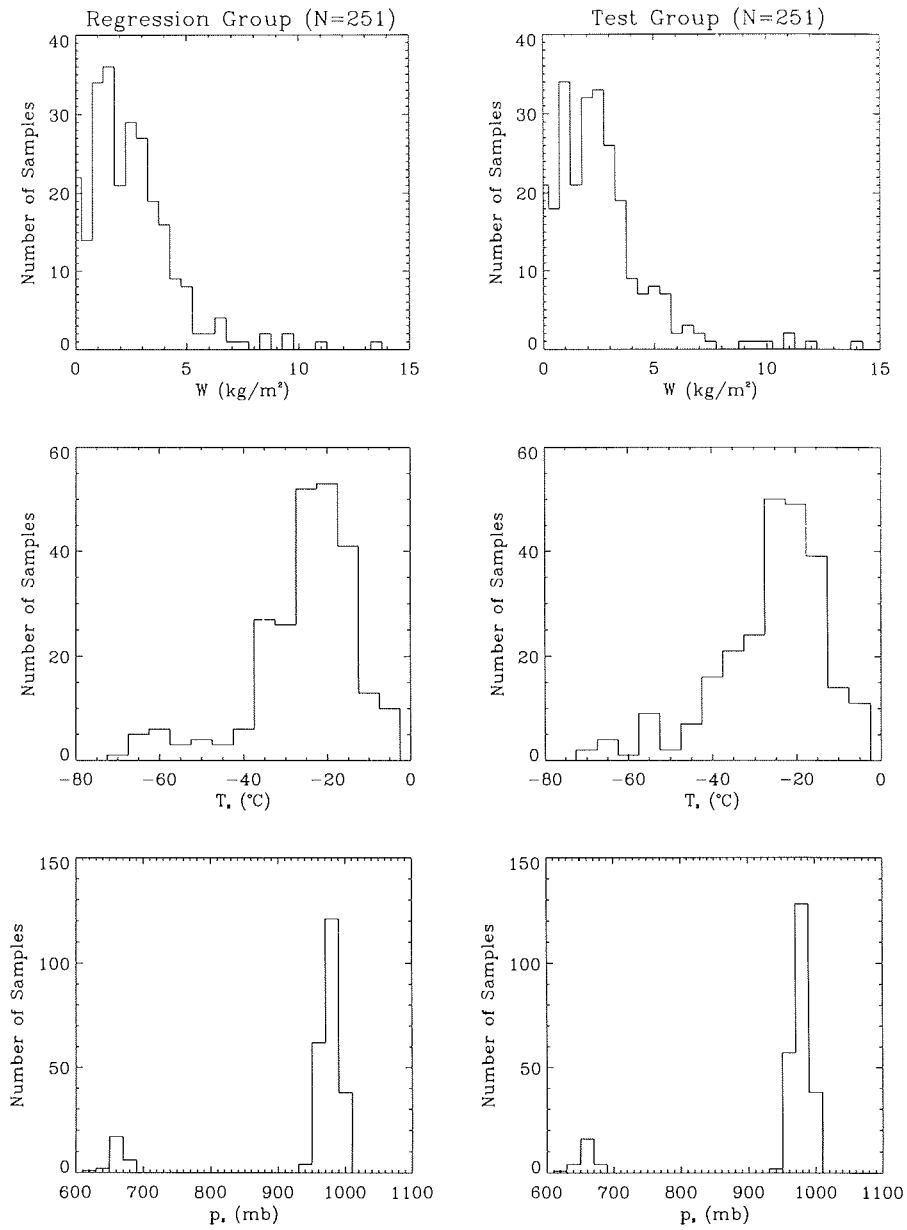 Regression Group (N=251)
Test Group (N=251)
Number of Samples
40
30
20
10
0
0 5 10 15
W (kg/m²)
Number of Samples
40
30
20
10
0
0 5 10 15
W (kg/m²)
Number of Samples
60
40
20
0
-80 -60 -40 -20 0
Tₛ (°C)
Number of Samples
60
40
20
0
-80 -60 -40 -20 0
Tₛ (°C)
Number of Samples
150
100
50
0
600 700 800 900 1000 1100
pₛ (mb)
Number of Samples
150
100
50
0
600 700 800 900 1000 1100
pₛ (mb)